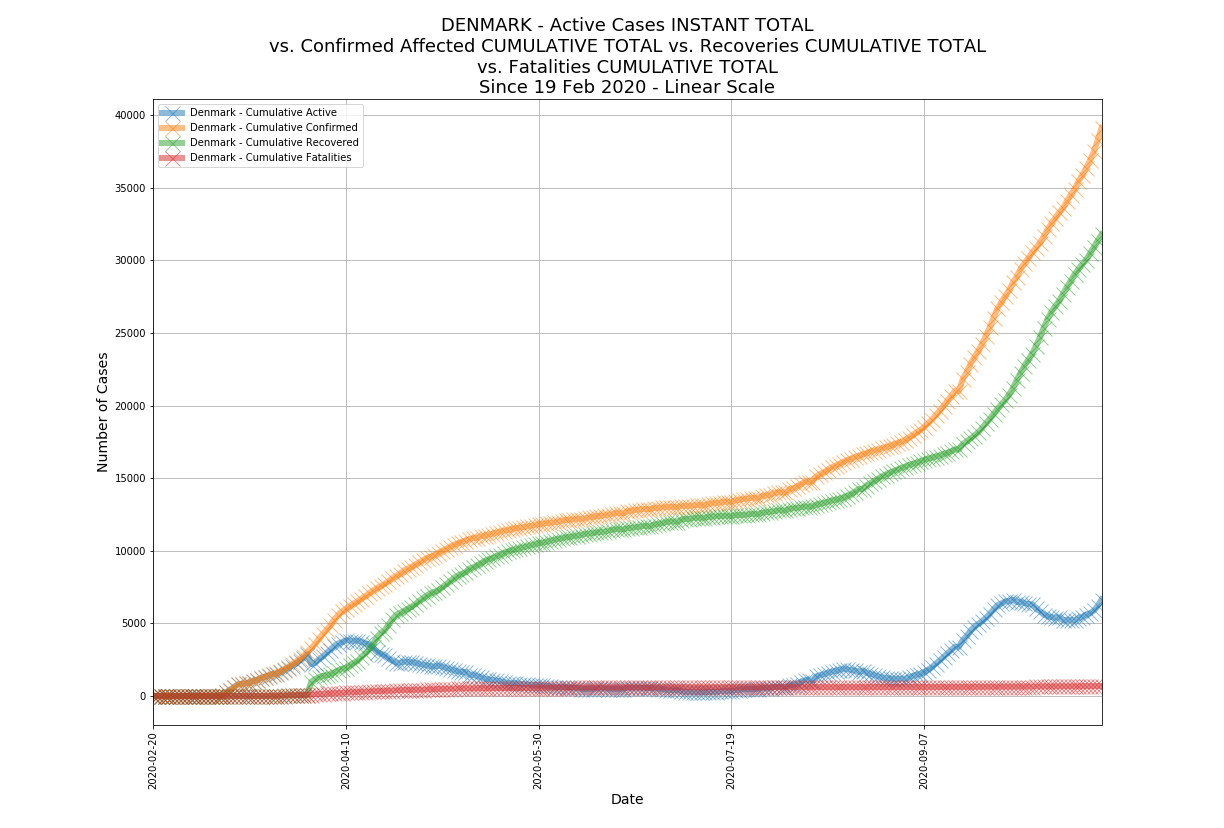 DENMARK - Active Cases INSTANT TOTAL
vs. Confirmed Affected CUMULATIVE TOTAL vs. Recoveries CUMULATIVE TOTAL
vs. Fatalities CUMULATIVE TOTAL
Since 19 Feb 2020 - Linear Scale
Denmark - Cumulative Active
Denmark - Cumulative Confirmed
Denmark - Cumulative Recovered
Denmark - Cumulative Fatalities
40000
35000
30000
25000
20000
15000
10000
5000
0
Number of Cases
2020-02-20
2020-04-10
2020-05-30
2020-07-19
2020-09-07
Date